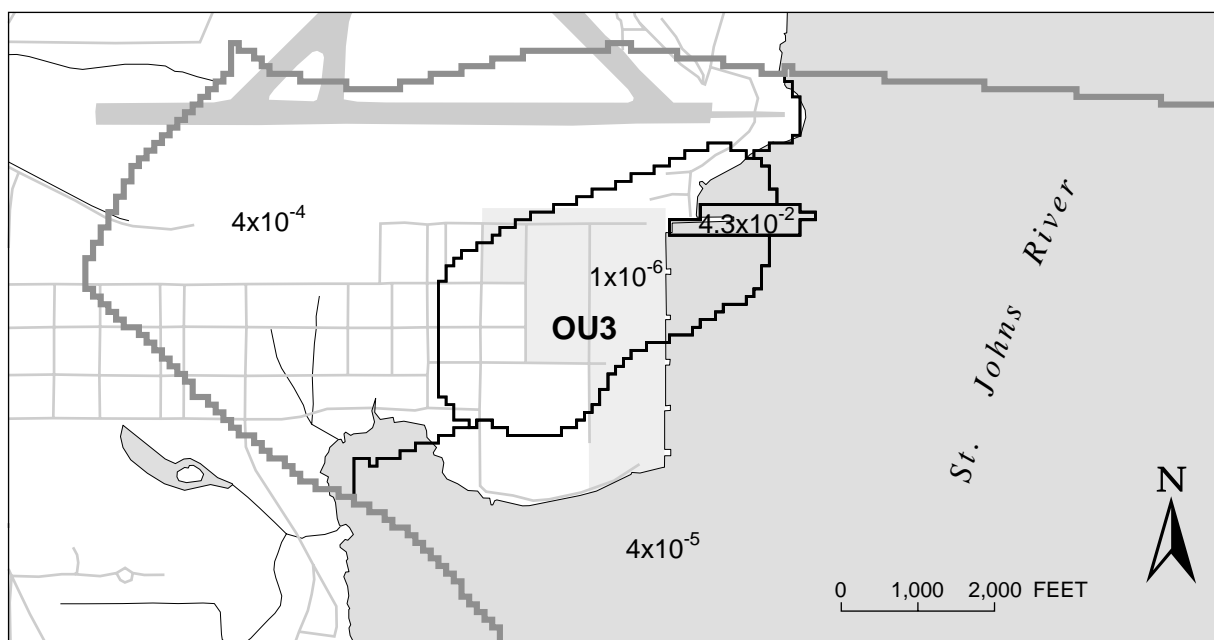 4x10-4
4.3x10-2
1x10-6
OU3
St. Johns River
N
4x10-5
0 1,000 2,000 FEET